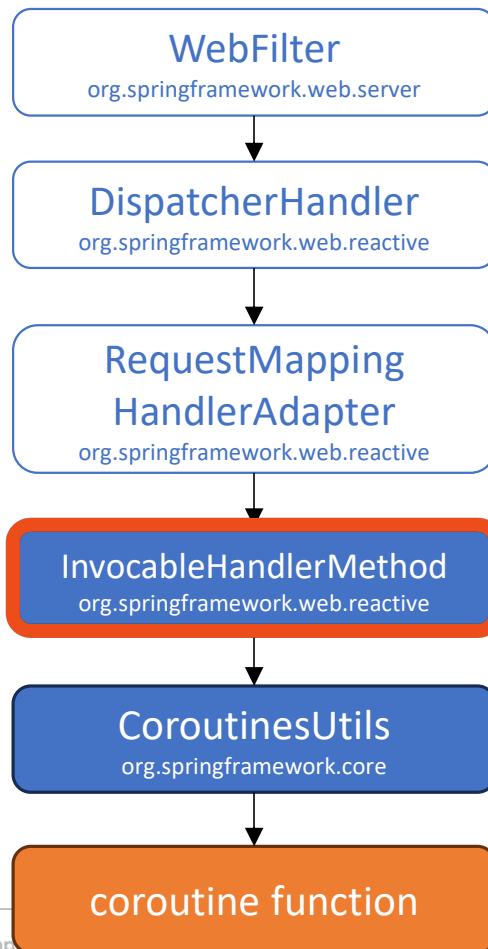 WebFilter
org.springframework.web.server
DispatcherHandler
org.springframework.web.reactive
RequestMapping
HandlerAdapter
org.springframework.web.reactive
InvocableHandlerMethod
org.springframework.web.reactive
CoroutinesUtils
org.springframework.core
coroutine function